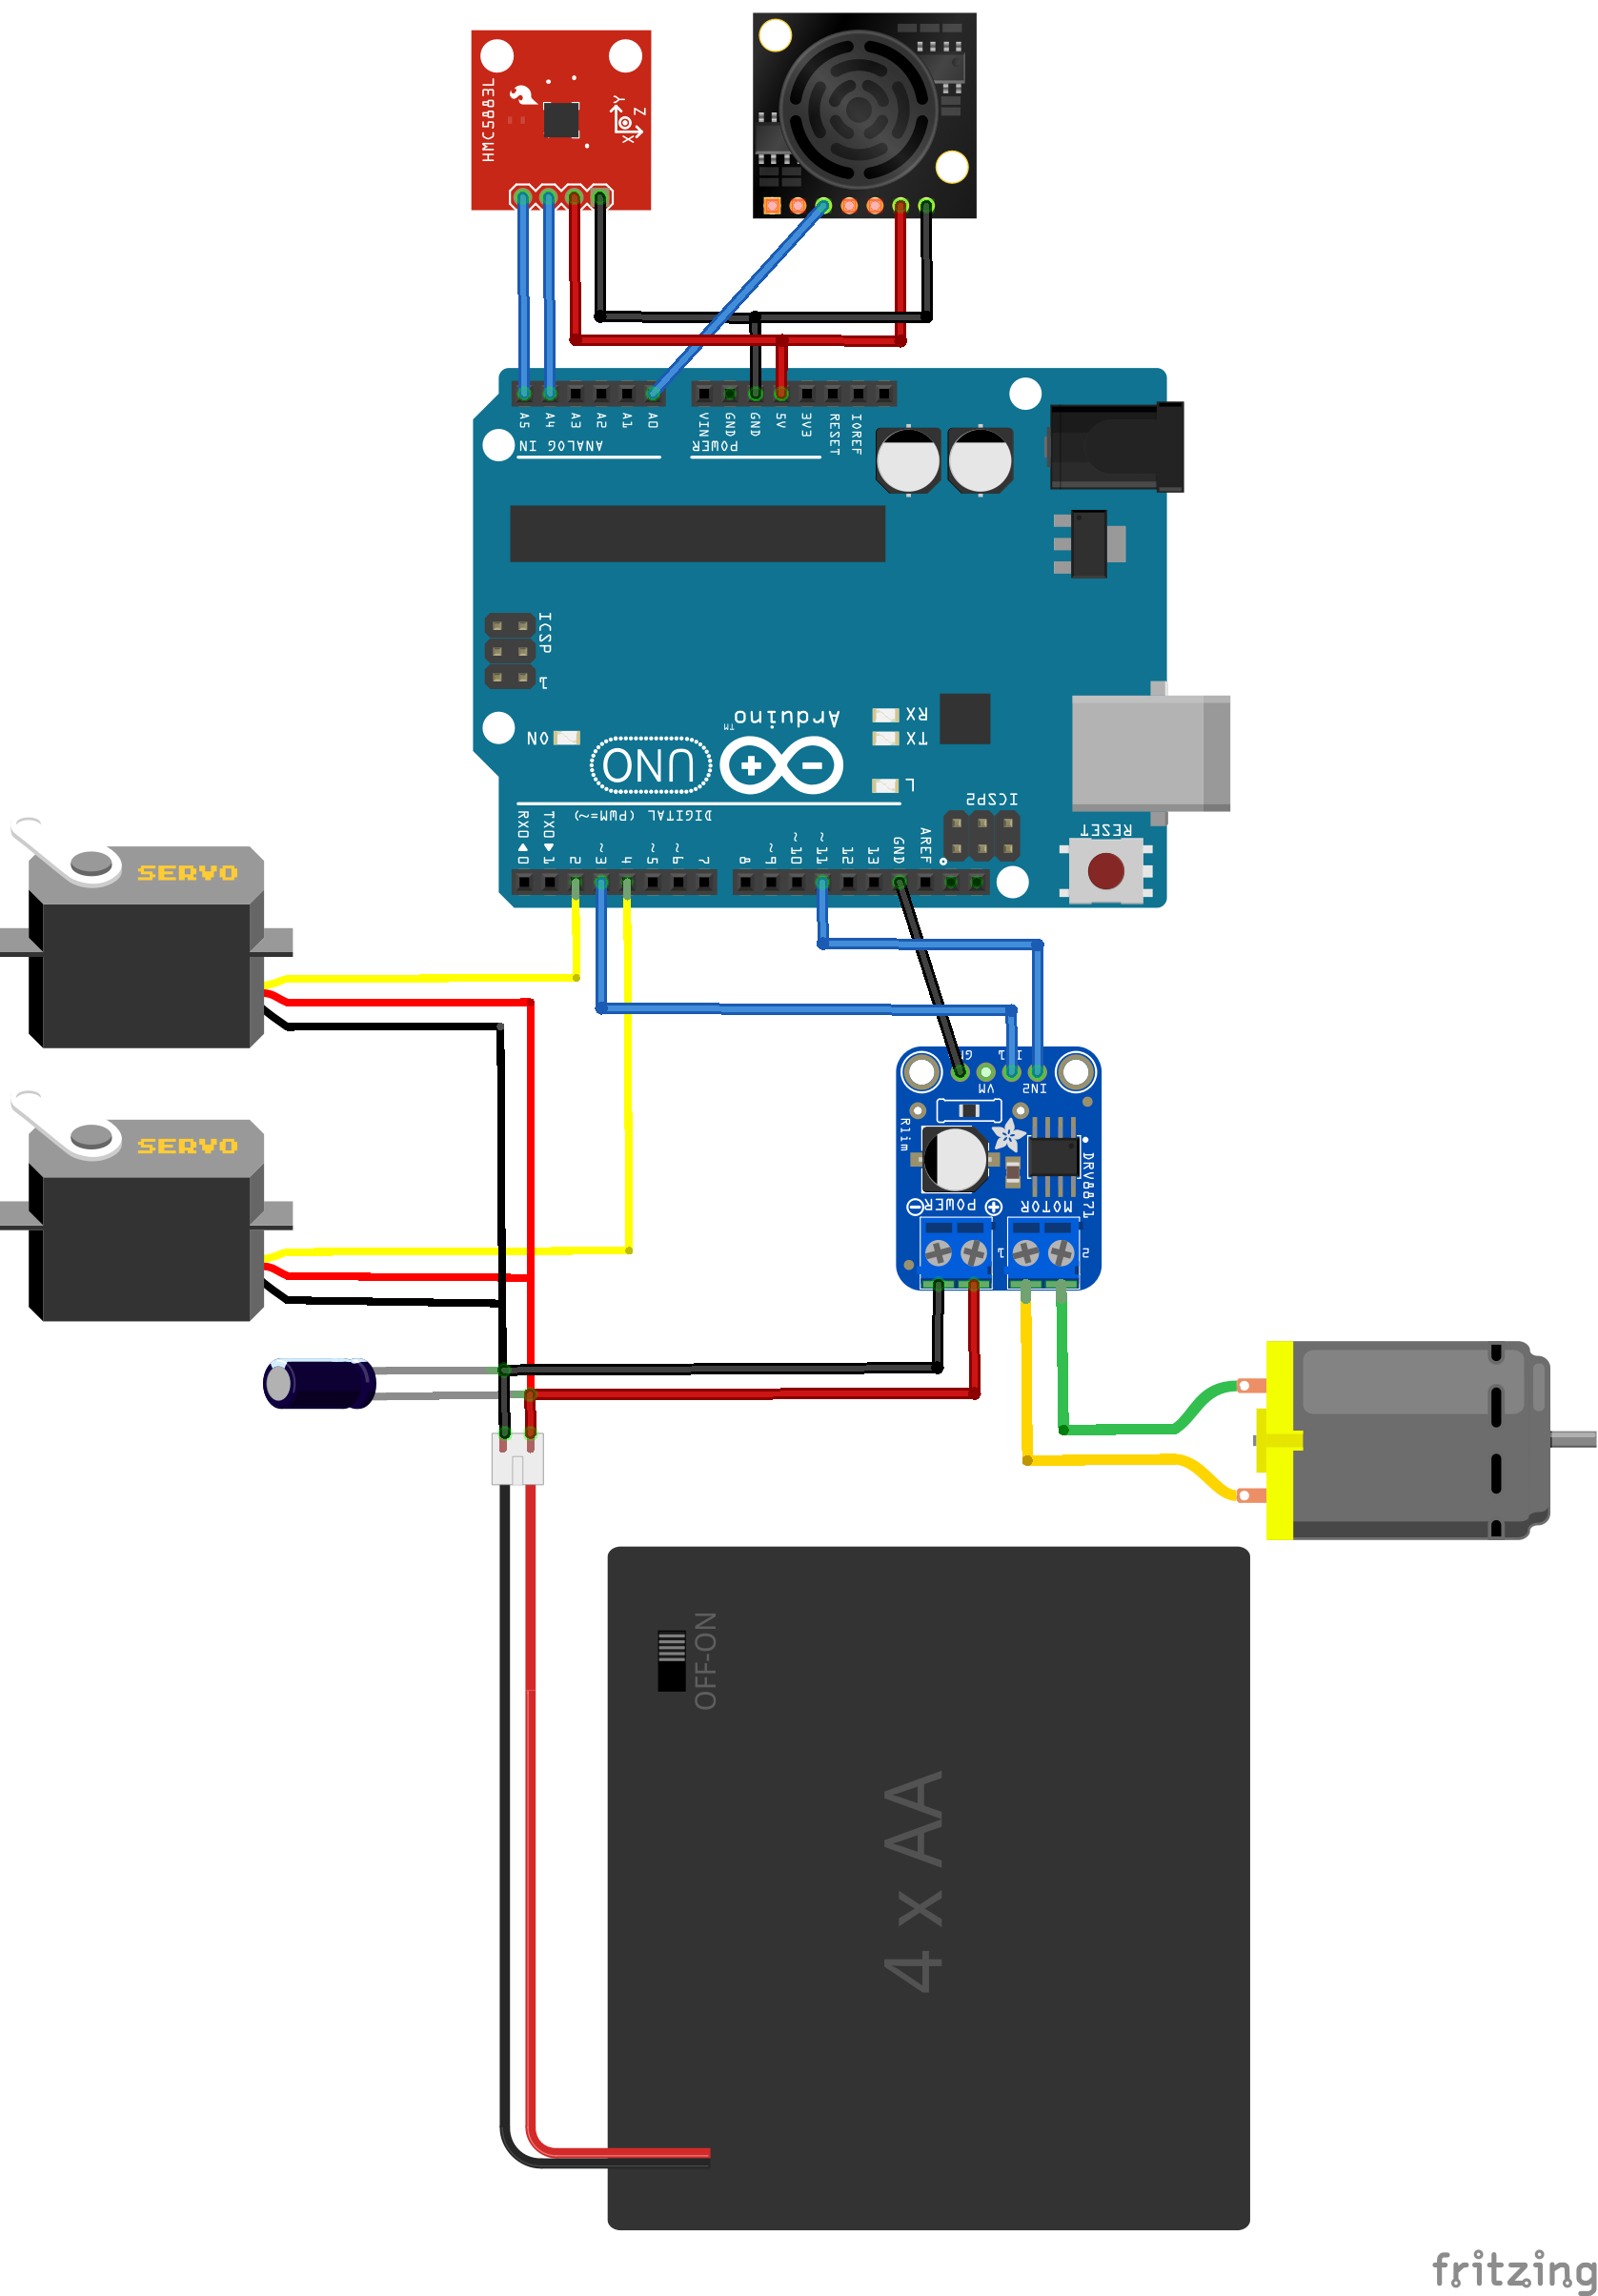 HMC5883L
Y
Z
X
A5
A4
A3
A2
A1
A0
VIN
GND
GND
5V
3V3
RESET
IOREF
ANALOG IN
POWER
ICSP
1
Arduino
TM
RX
TX
ON
UNO
L
ICSP2
DIGITAL (PWM=~)
RESET
RX0
TX0
0
1
2
~3
4
~5
~6
7
8
~9
~10
~11
12
13
GND
AREF
SERVO
SERVO
VM
IN2
Rlim
DRV8871
POWER
MOTOR
1
2
OFF-ON
4 x AA
fritzing